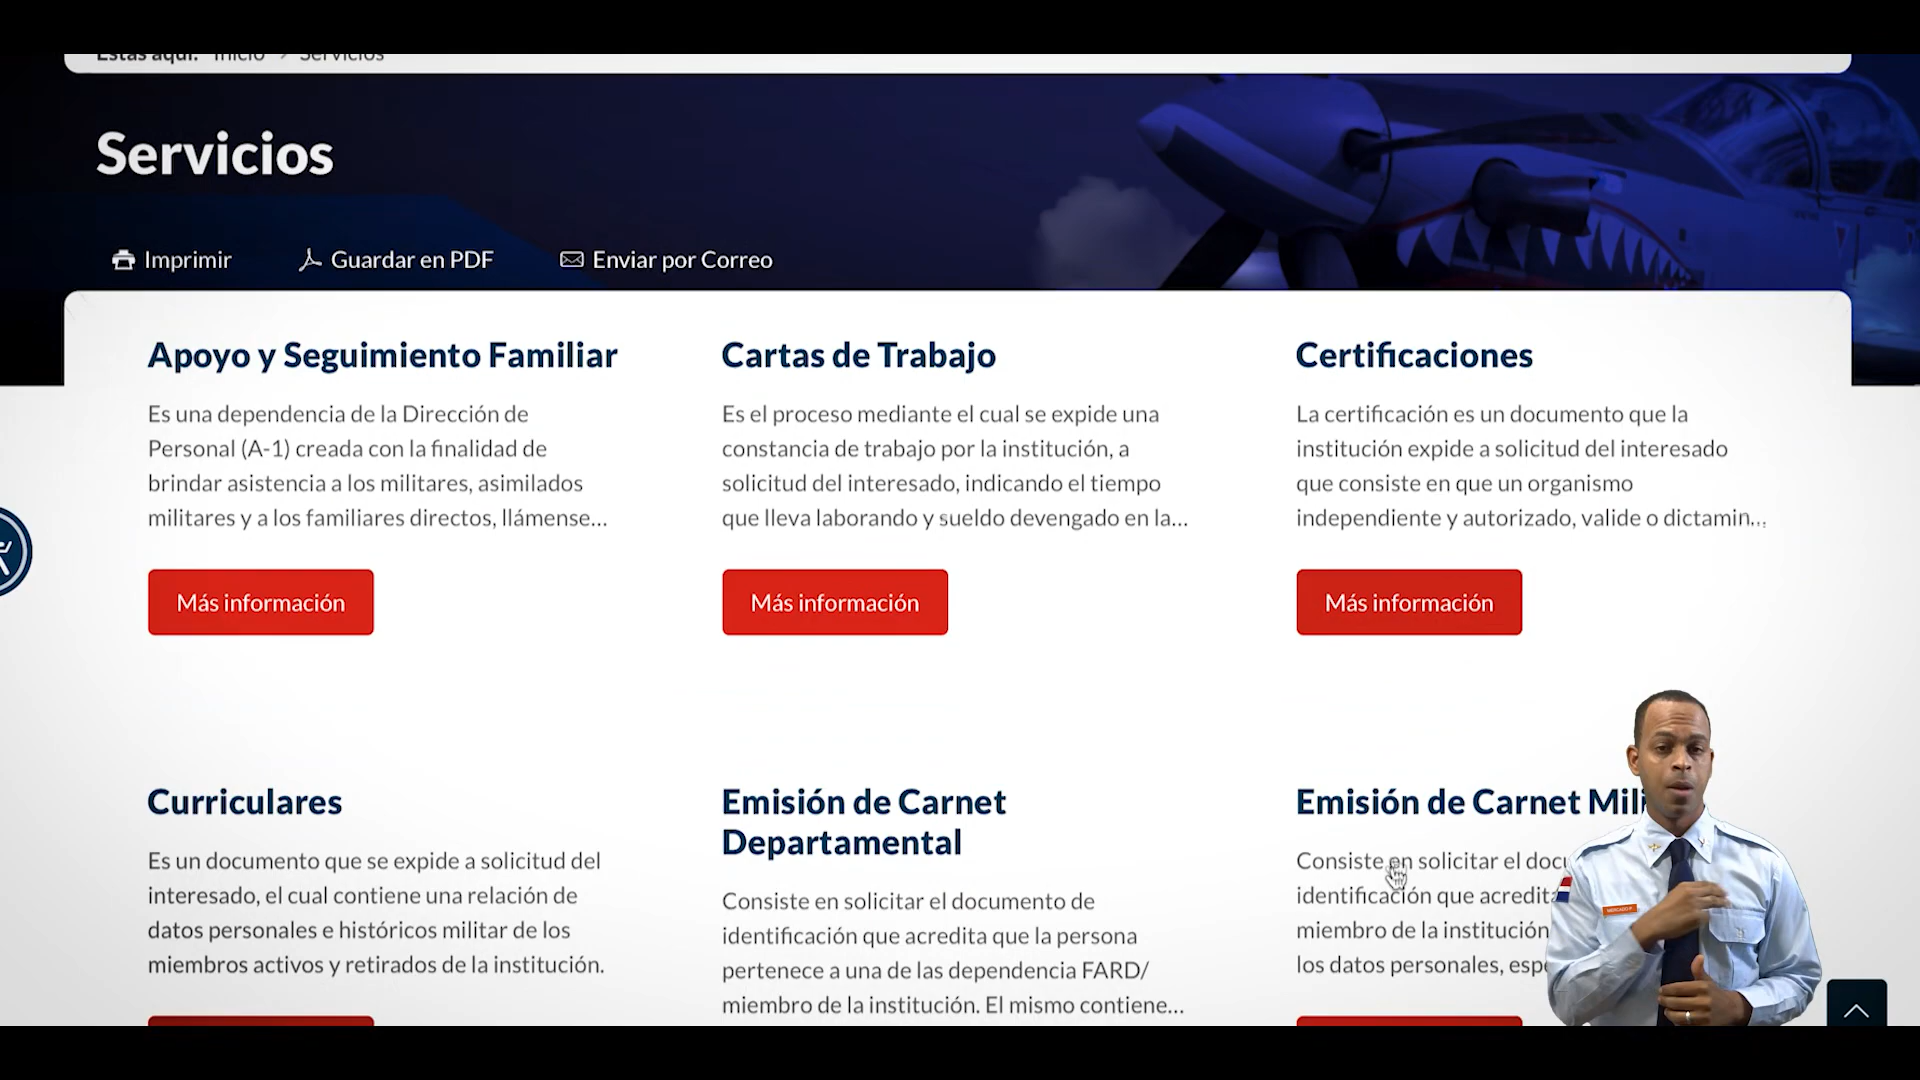 Estás aquí: Inicio > Servicios
Servicios
Imprimir
Guardar en PDF
Enviar por Correo
Apoyo y Seguimiento Familiar
Es una dependencia de la Dirección de
Personal (A-1) creada con la finalidad de
brindar asistencia a los militares, asimilados
militares y a los familiares directos, llámense...
Más información
Cartas de Trabajo
Es el proceso mediante el cual se expide una
constancia de trabajo por la institución, a
solicitud del interesado, indicando el tiempo
que lleva laborando y sueldo devengado en la...
Más información
Certificaciones
La certificación es un documento que la
institución expide a solicitud del interesado
que consiste en que un organismo
independiente y autorizado, valide o dictamin...
Más información
Curriculares
Es un documento que se expide a solicitud del
interesado, el cual contiene una relación de
datos personales e históricos militar de los
miembros activos y retirados de la institución.
Emisión de Carnet
Departamental
Consiste en solicitar el documento de
identificación que acredita que la persona
pertenece a una de las dependencia FARD/
miembro de la institución. El mismo contiene...
Emisión de Carnet Mili
Consiste en solicitar el docu
identificación que acredita
miembro de la institución
los datos personales, espe